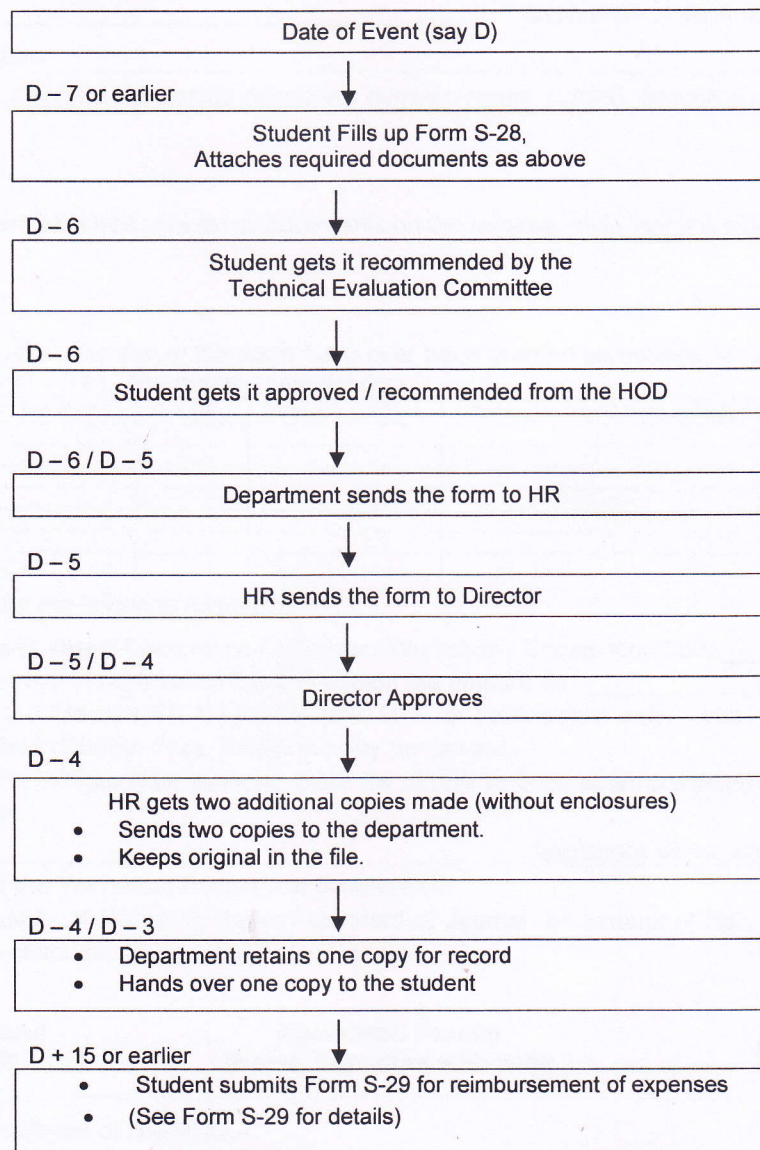 Date of Event (say D)
D – 7 or earlier
Student Fills up Form S-28,
Attaches required documents as above
D – 6
Student gets it recommended by the
Technical Evaluation Committee
D – 6
Student gets it approved / recommended from the HOD
D – 6 / D – 5
Department sends the form to HR
D – 5
HR sends the form to Director
D – 5 / D – 4
Director Approves
D – 4
HR gets two additional copies made (without enclosures)
• Sends two copies to the department.
• Keeps original in the file.
D – 4 / D – 3
• Department retains one copy for record
• Hands over one copy to the student
D + 15 or earlier
• Student submits Form S-29 for reimbursement of expenses
• (See Form S-29 for details)